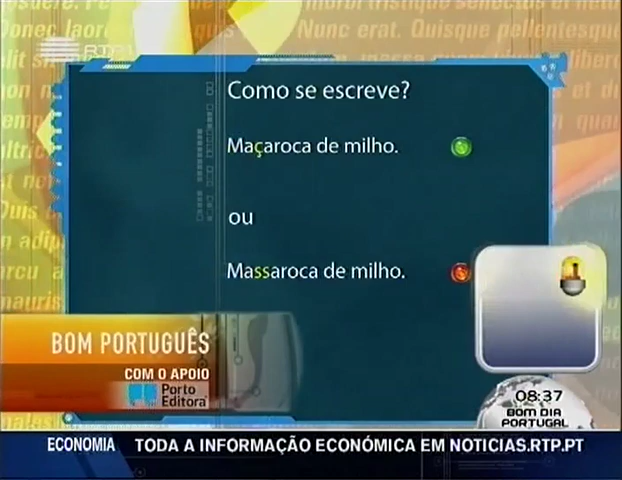 RTP1
Como se escreve?
Maçaroca de milho.
ou
Massaroca de milho.
BOM PORTUGUÊS
COM O APOIO
Porto
Editora
08:37
BOM DIA
PORTUGAL
ECONOMIA TODA A INFORMAÇÃO ECONÓMICA EM NOTICIAS.RTP.PT